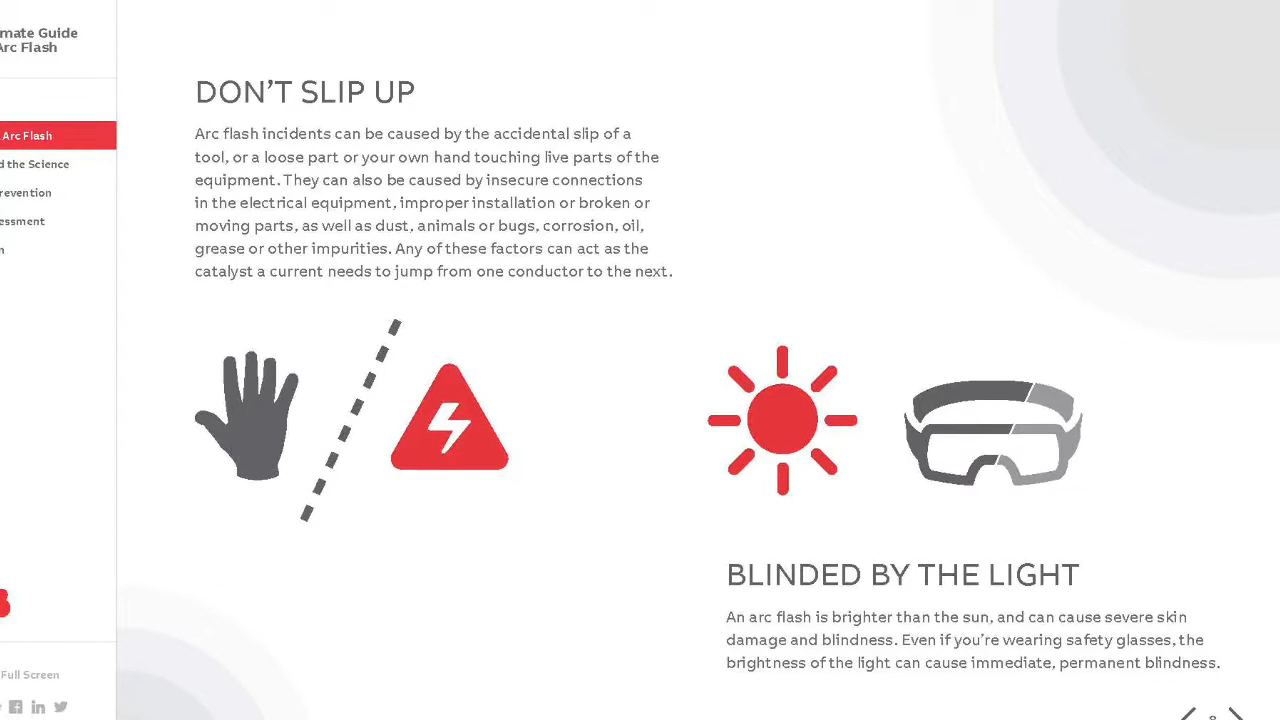 mate Guide
Arc Flash
Arc Flash
d the Science
revention
essment
n
Full Screen
DON'T SLIP UP
Arc flash incidents can be caused by the accidental slip of a
tool, or a loose part or your own hand touching live parts of the
equipment. They can also be caused by insecure connections
in the electrical equipment, improper installation or broken or
moving parts, as well as dust, animals or bugs, corrosion, oil,
grease or other impurities. Any of these factors can act as the
catalyst a current needs to jump from one conductor to the next.
BLINDED BY THE LIGHT
An arc flash is brighter than the sun, and can cause severe skin
damage and blindness. Even if you're wearing safety glasses, the
brightness of the light can cause immediate, permanent blindness.